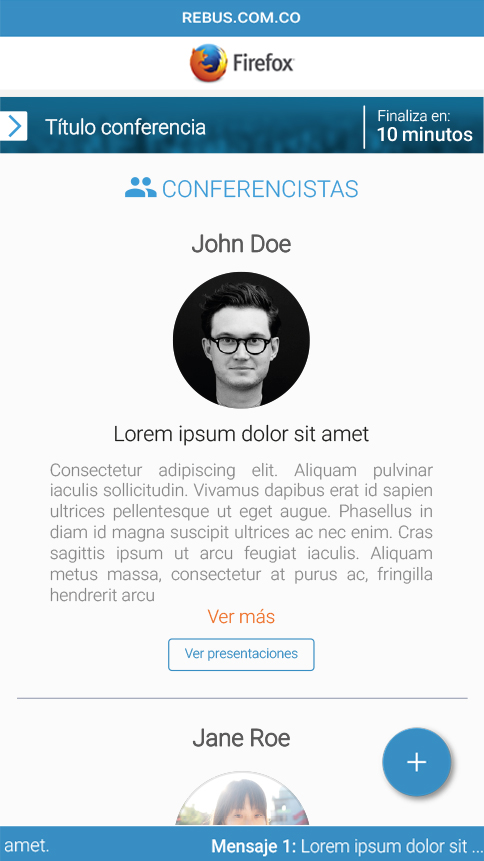 REBUS.COM.CO
Firefox
Título conferencia
Finaliza en:
10 minutos
CONFERENCISTAS
John Doe
Lorem ipsum dolor sit amet
Consectetur adipiscing elit. Aliquam pulvinar
iaculis sollicitudin. Vivamus dapibus erat id sapien
ultrices pellentesque ut eget augue. Phasellus in
diam id magna suscipit ultrices ac nec enim. Cras
sagittis ipsum ut arcu feugiat iaculis. Aliquam
metus massa, consectetur at purus ac, fringilla
hendrerit arcu
Ver más
Ver presentaciones
Jane Roe
+
amet.
Mensaje 1: Lorem ipsum dolor sit ...